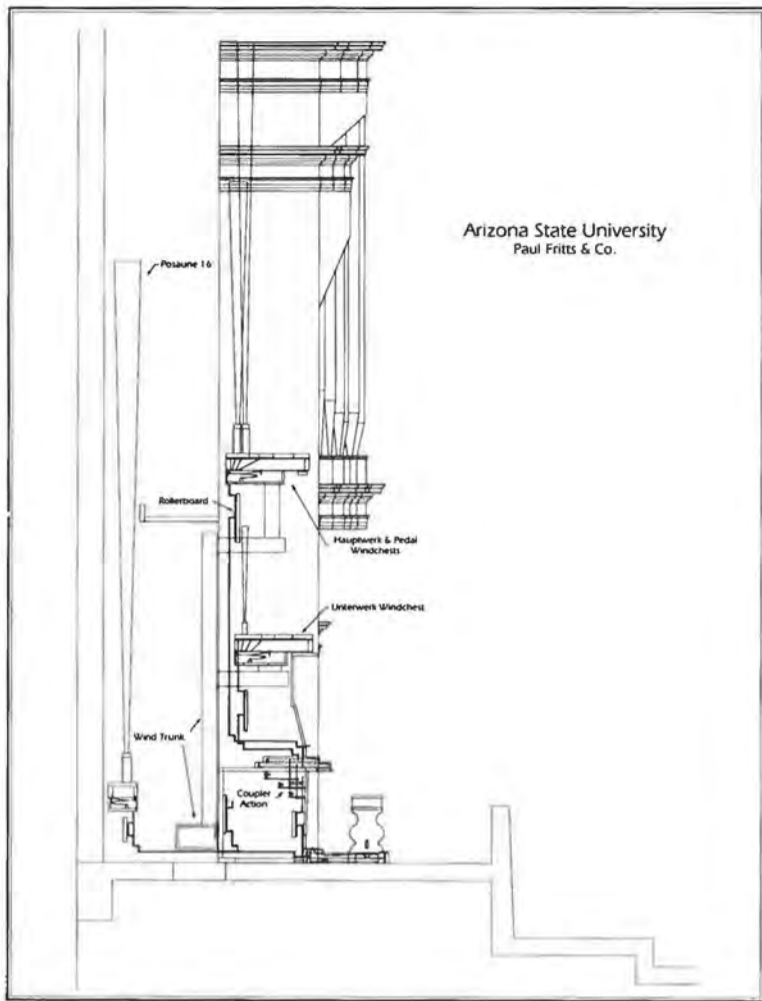 Arizona State University
Paul Fritts & Co.
Posaune 16
Rollerboard
Hauptwerk & Pedal
Windchests
Unterwerk Windchest
Wind Trunk
Coupler
Action